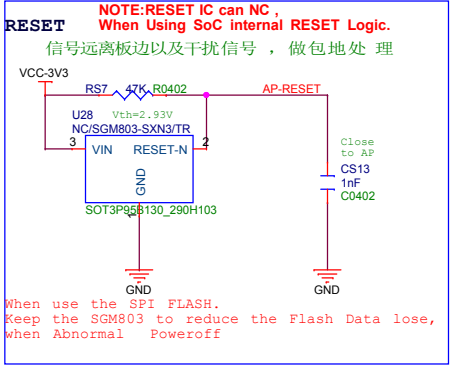 NOTE:RESET IC can NC ,
RESET When Using SoC internal RESET Logic.
信号远离板边以及干扰信号 ， 做包地处 理
VCC-3V3
RS7 47K R0402 AP-RESET
U28 Vth=2.93V
NC/SGM803-SXN3/TR
3 VIN RESET-N 2
GND
1
SOT3P95B130_290H103
Close
to AP
CS13
1nF
C0402
GND GND
When use the SPI FLASH.
Keep the SGM803 to reduce the Flash Data lose,
when Abnormal Poweroff